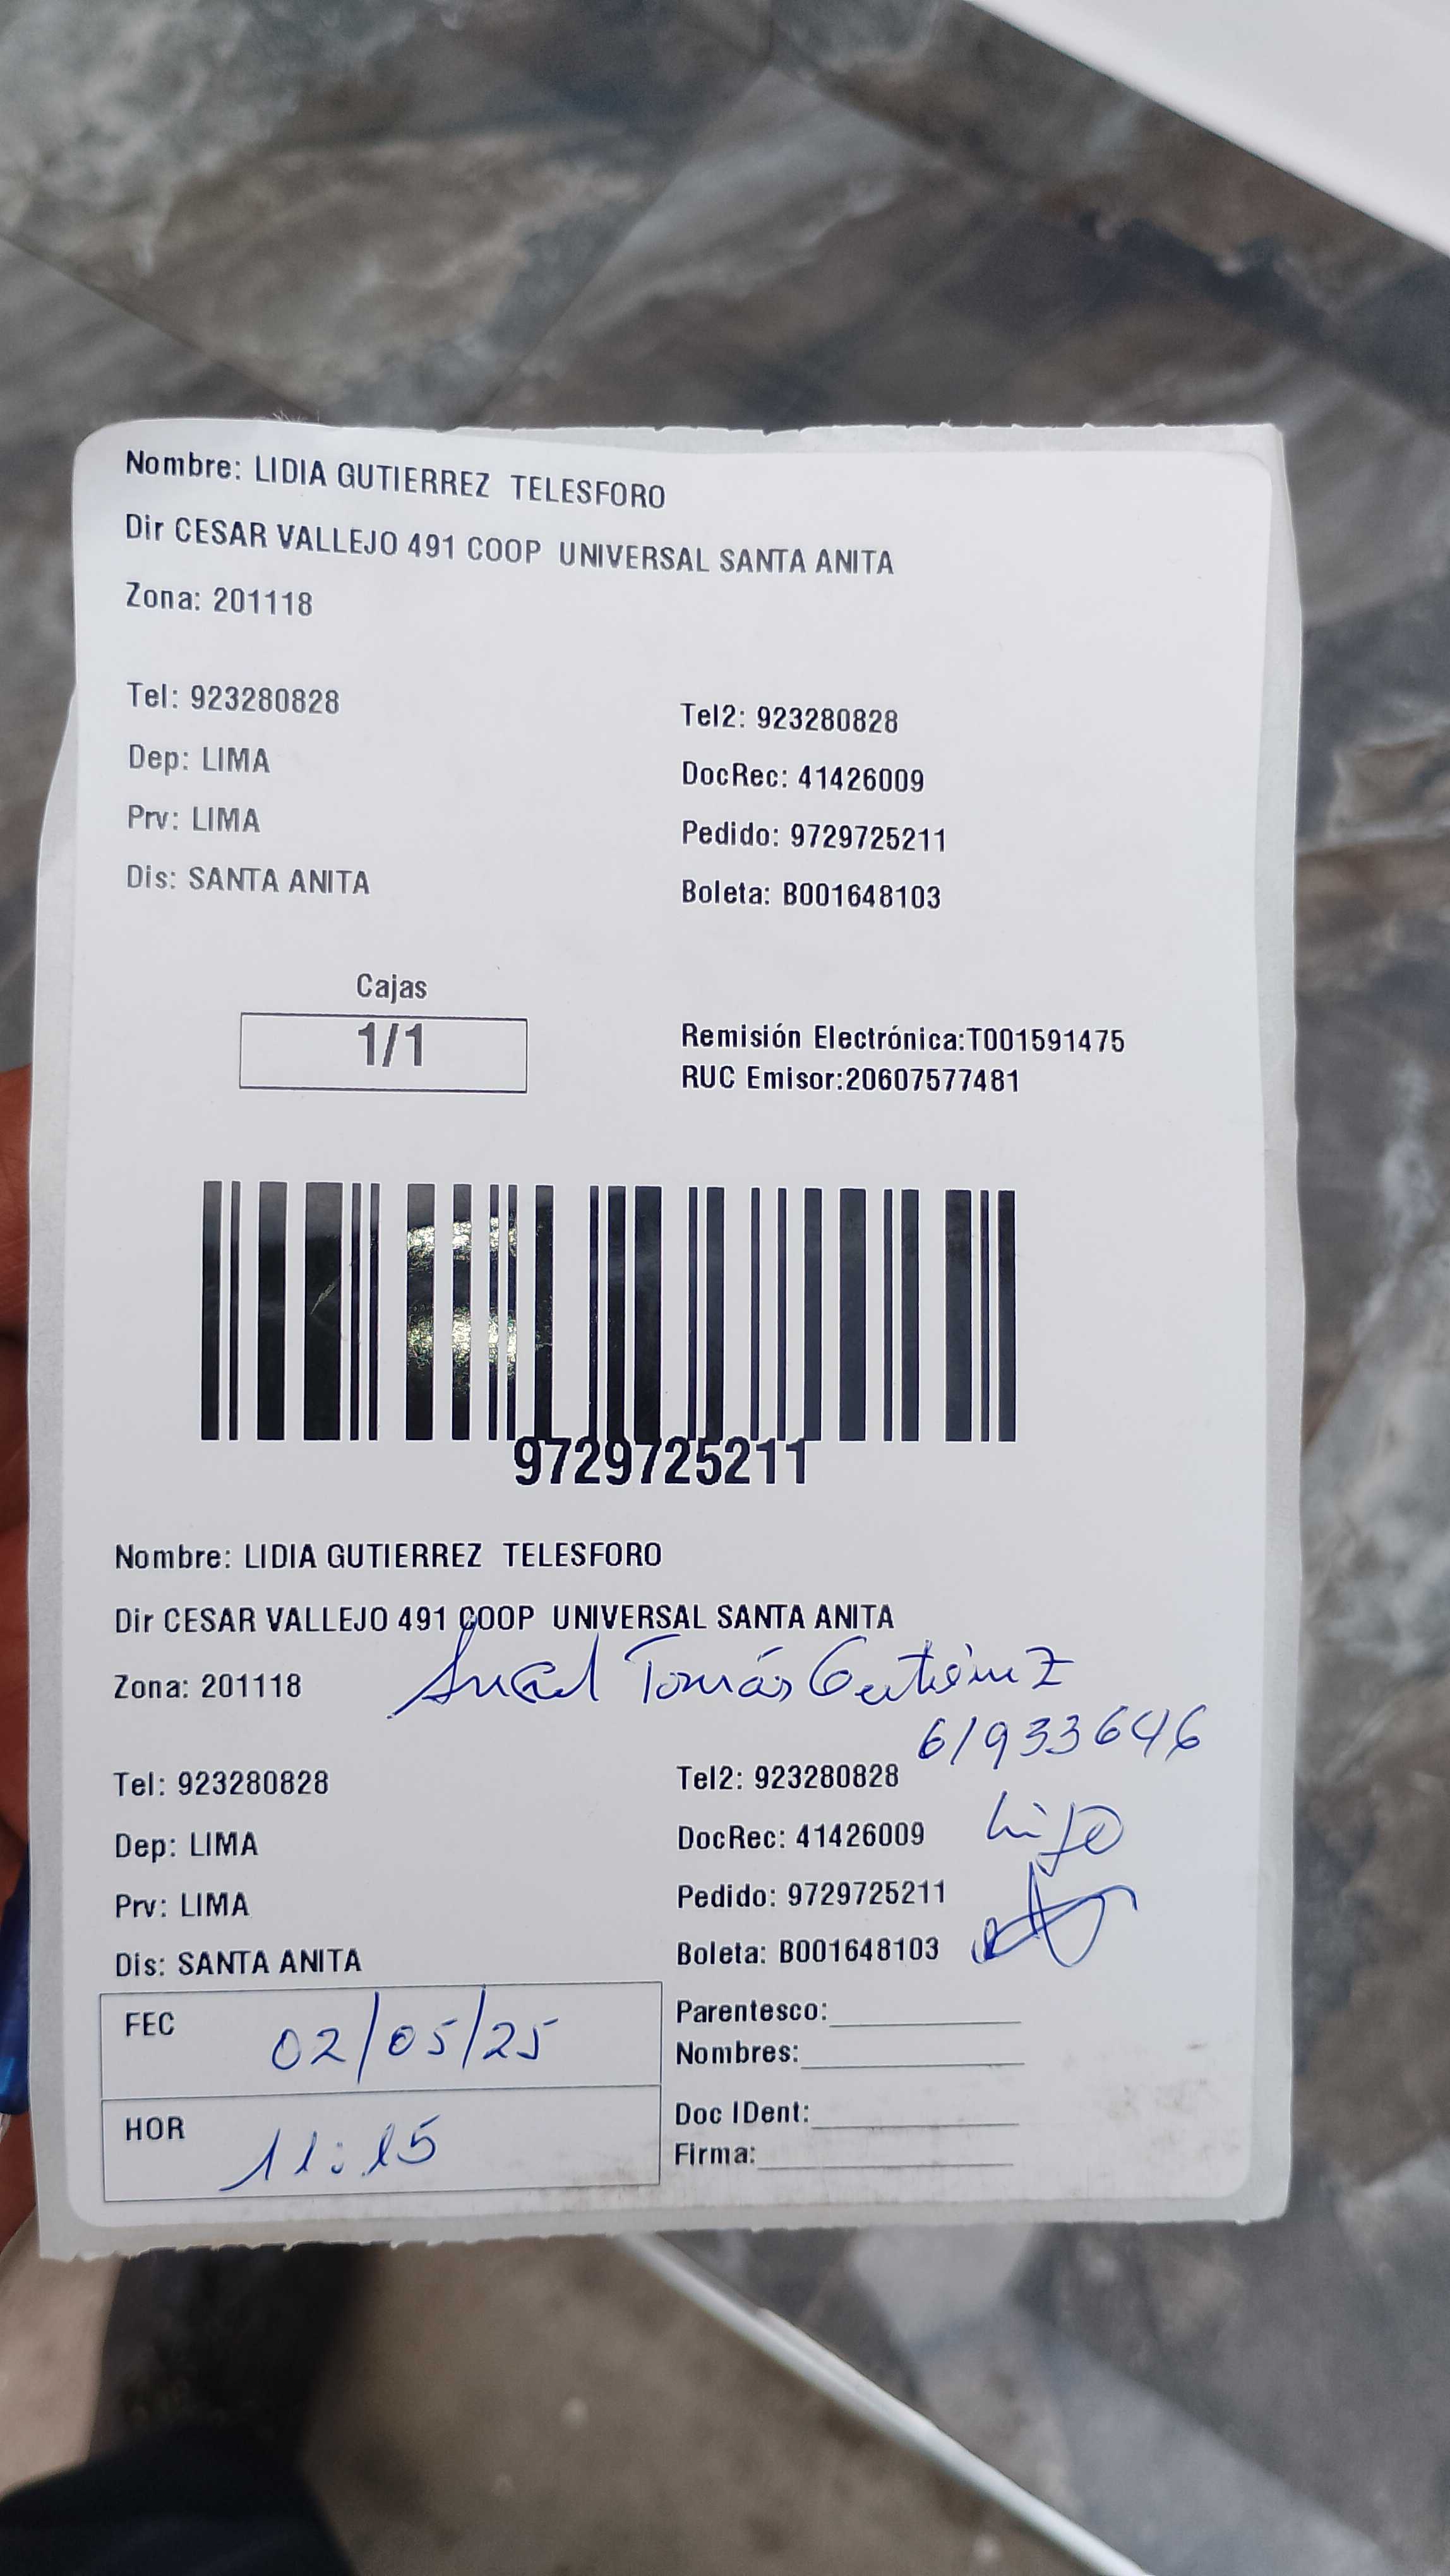 Nombre: LIDIA GUTIERREZ TELESFORO
Dir CESAR VALLEJO 491 COOP UNIVERSAL SANTA ANITA
Zona: 201118
Tel: 923280828
Dep: LIMA
Prv: LIMA
Dis: SANTA ANITA
Tel2: 923280828
DocRec: 41426009
Pedido: 9729725211
Boleta: B001648103
Cajas
1/1
Remisión Electrónica:T001591475
RUC Emisor:20607577481
9729725211
Nombre: LIDIA GUTIERREZ TELESFORO
Dir CESAR VALLEJO 491 COOP UNIVERSAL SANTA ANITA
Zona: 201118
Tomás Gutiérrez
61933646
Tel: 923280828
Dep: LIMA
Prv: LIMA
Dis: SANTA ANITA
Tel2: 923280828
DocRec: 41426009
hijo
Pedido: 9729725211
Boleta: B001648103
FEC 02/05/25
HOR 11:15
Parentesco:
Nombres:
Doc IDent:
Firma: